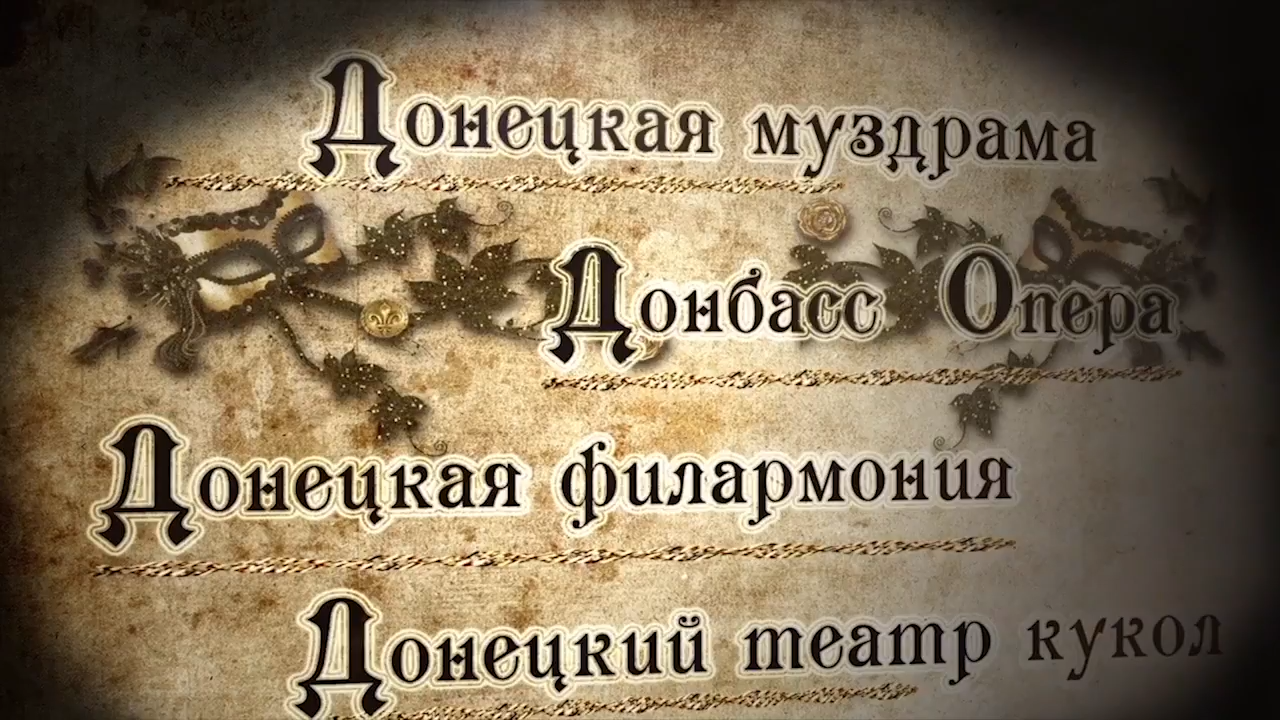 Донецкая муздрама
Донбасс Опера
Донецкая филармония
Донецкий театр кукол